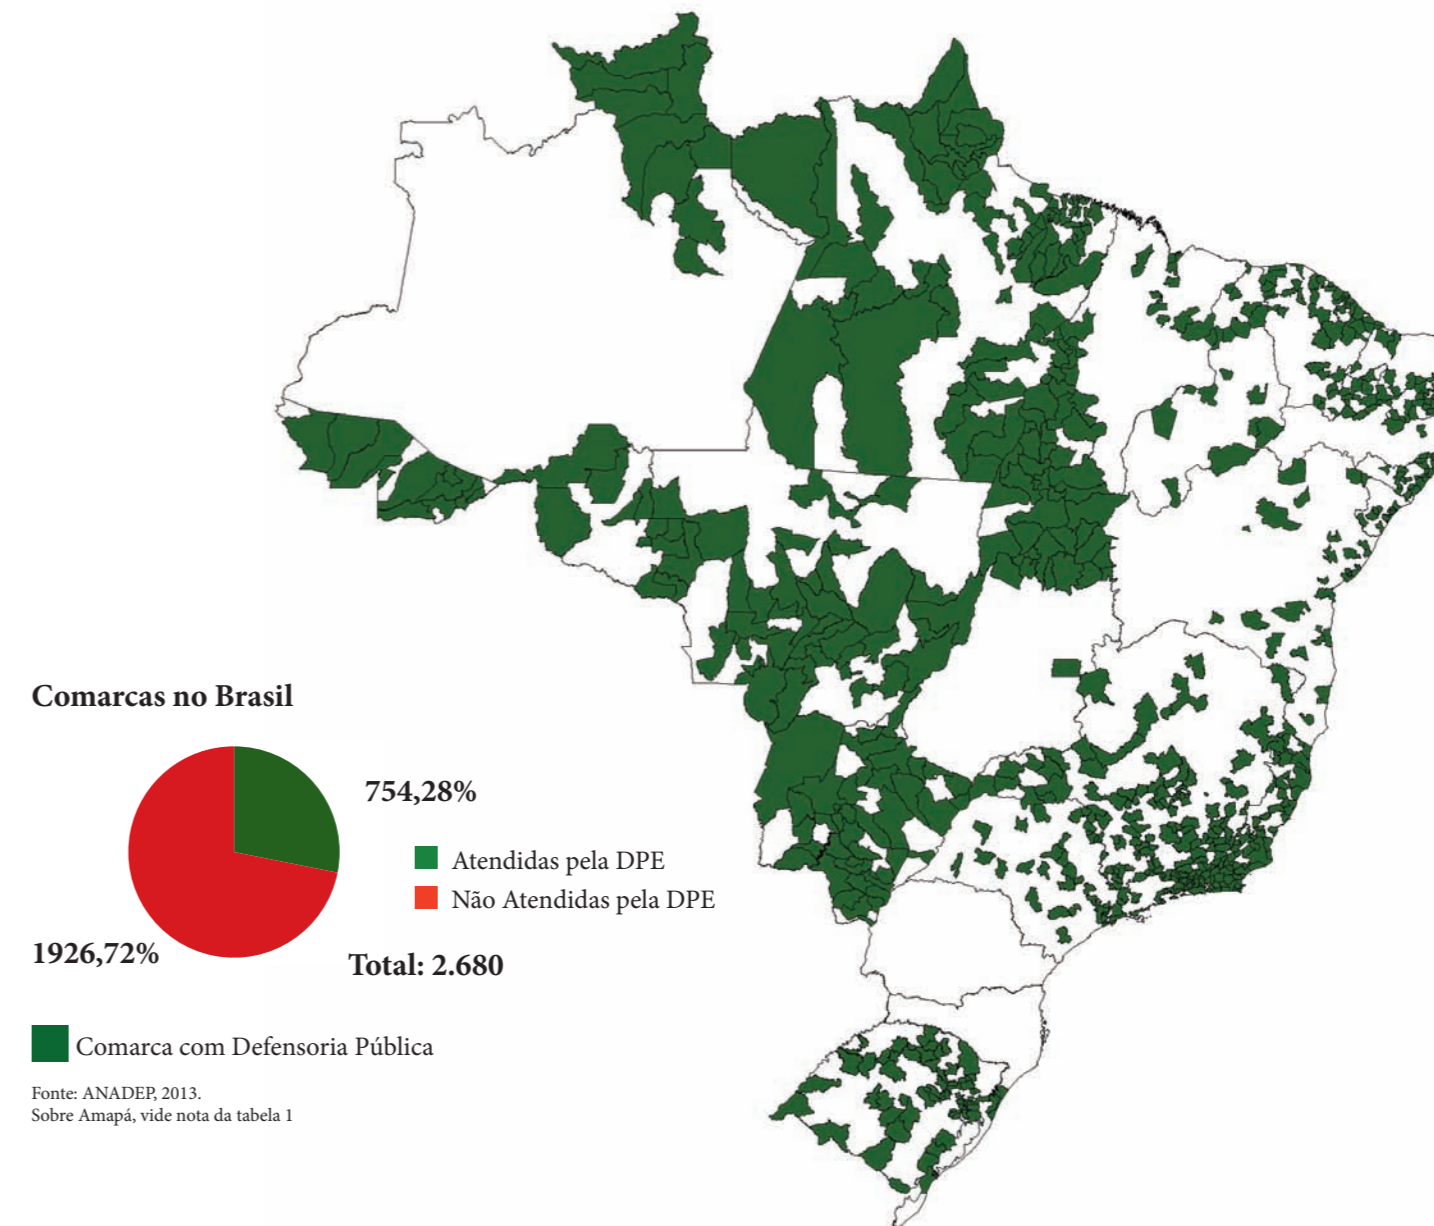 Comarcas no Brasil
754,28%
Atendidas pela DPE
Não Atendidas pela DPE
1926,72%
Total: 2.680
Comarca com Defensoria Pública
Fonte: ANADEP, 2013.
Sobre Amapá, vide nota da tabela 1